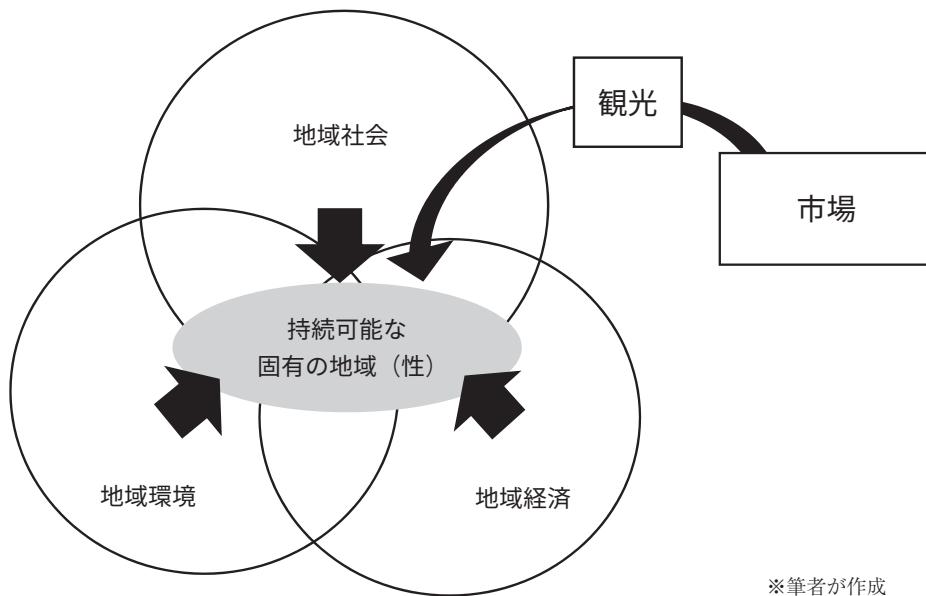 観光
地域社会
市場
持続可能な
固有の地域（性）
地域環境
地域経済
※筆者が作成